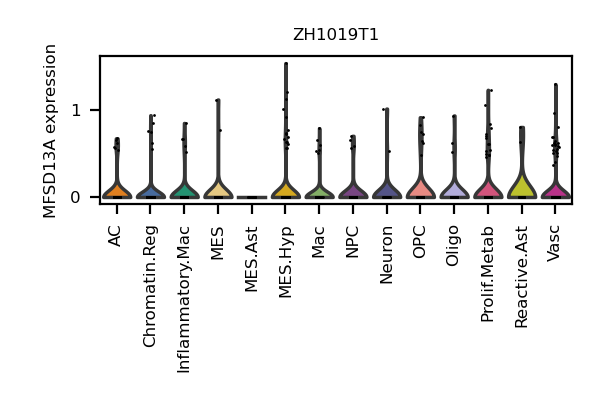 ZH1019T1
MFSD13A expression
1
0
AC
Chromatin.Reg
Inflammatory.Mac
MES
MES.Ast
MES.Hyp
Mac
NPC
Neuron
OPC
Oligo
Prolif.Metab
Reactive.Ast
Vasc